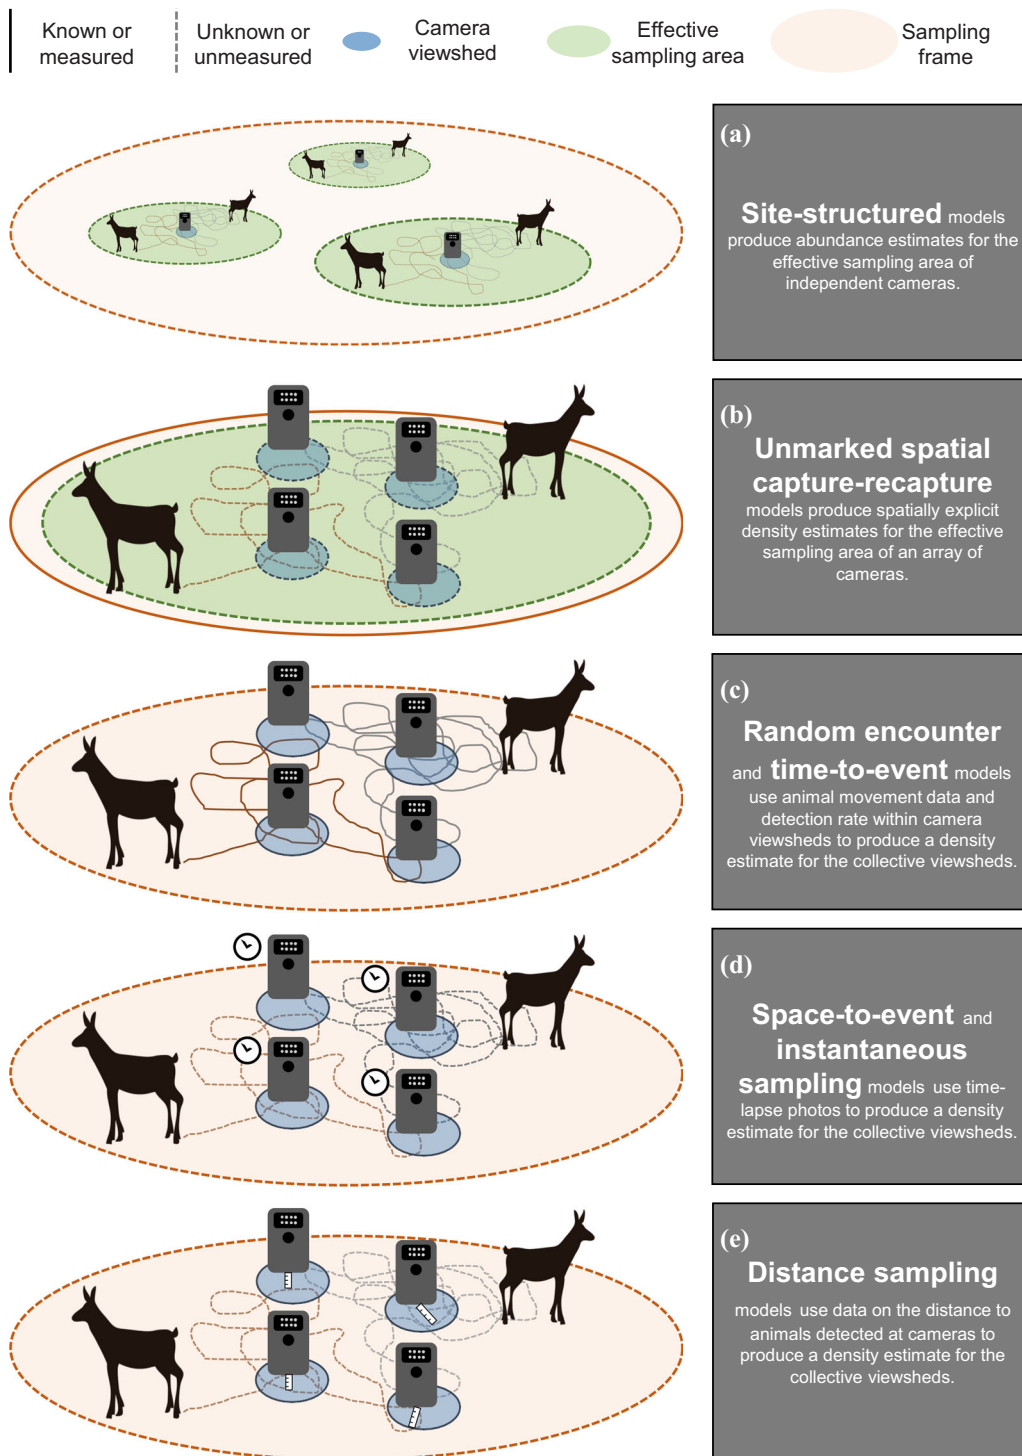 Known or
measured
Unknown or
unmeasured
Camera
viewshed
Effective
sampling area
Sampling
frame
(a)
Site-structured models
produce abundance estimates for the
effective sampling area of
independent cameras.
(b)
Unmarked spatial
capture-recapture
models produce spatially explicit
density estimates for the effective
sampling area of an array of
cameras.
(c)
Random encounter
and time-to-event models
use animal movement data and
detection rate within camera
viewsheds to produce a density
estimate for the collective viewsheds.
(d)
Space-to-event and
instantaneous
sampling models use time-
lapse photos to produce a density
estimate for the collective viewsheds.
(e)
Distance sampling
models use data on the distance to
animals detected at cameras to
produce a density estimate for the
collective viewsheds.